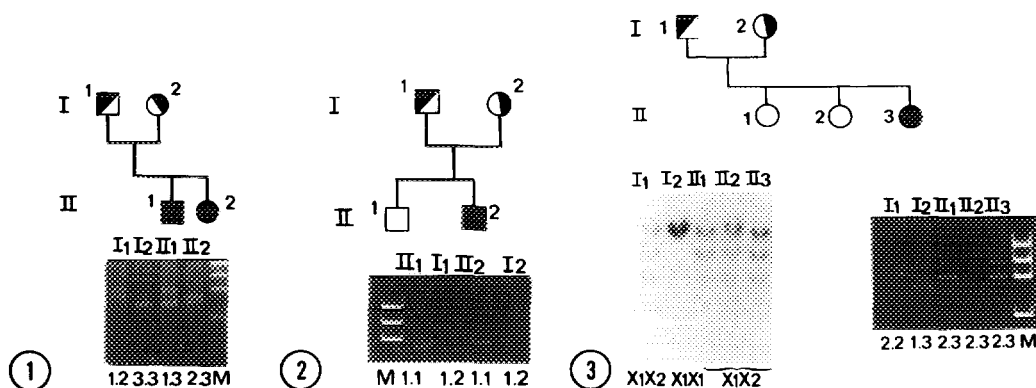 I 1 2
II 1 2
I1 I2 II1 II2
1 1.2 3.3 1.3 2.3 M
I 1 2
II 1 2
II1 I1 II2 I2
2 M 1.1 1.2 1.1 1.2
I 1 2
II 1 2 3
I1 I2 II1 II2 II3
3 X1X2 X1X1 X1X2
I1 I2 II1 II2 II3
2.2 1.3 2.3 2.3 2.3 M